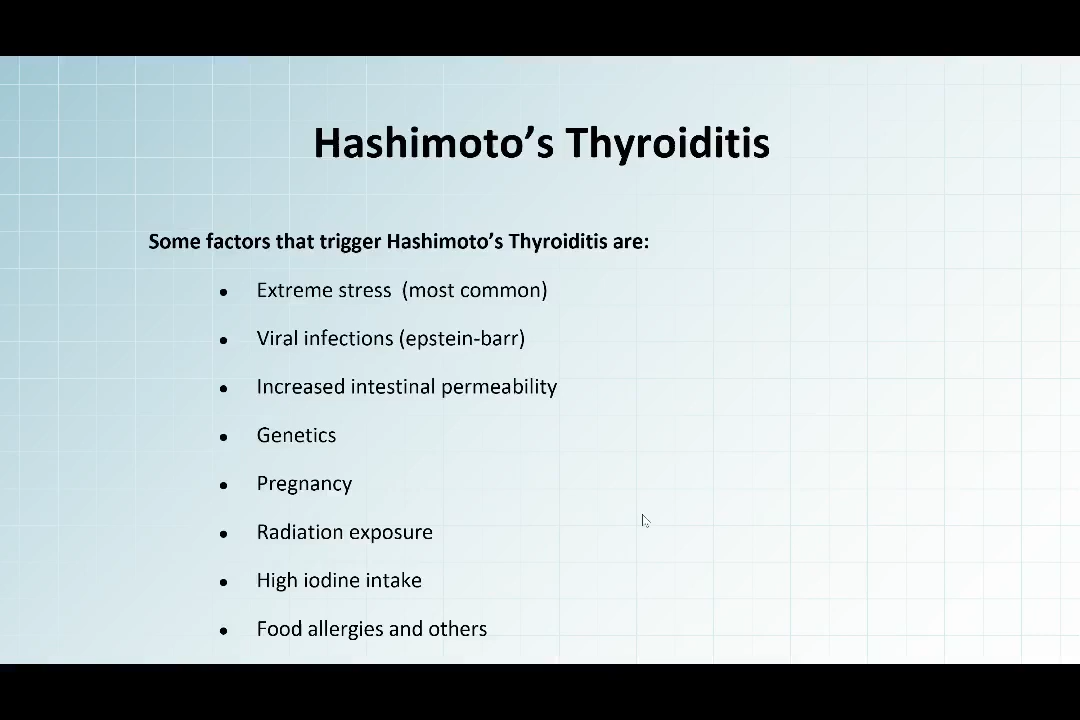 Hashimoto’s Thyroiditis
Some factors that trigger Hashimoto’s Thyroiditis are:
• Extreme stress  (most common)
• Viral infections (epstein-barr)
• Increased intestinal permeability
• Genetics
• Pregnancy
• Radiation exposure
• High iodine intake
• Food allergies and others